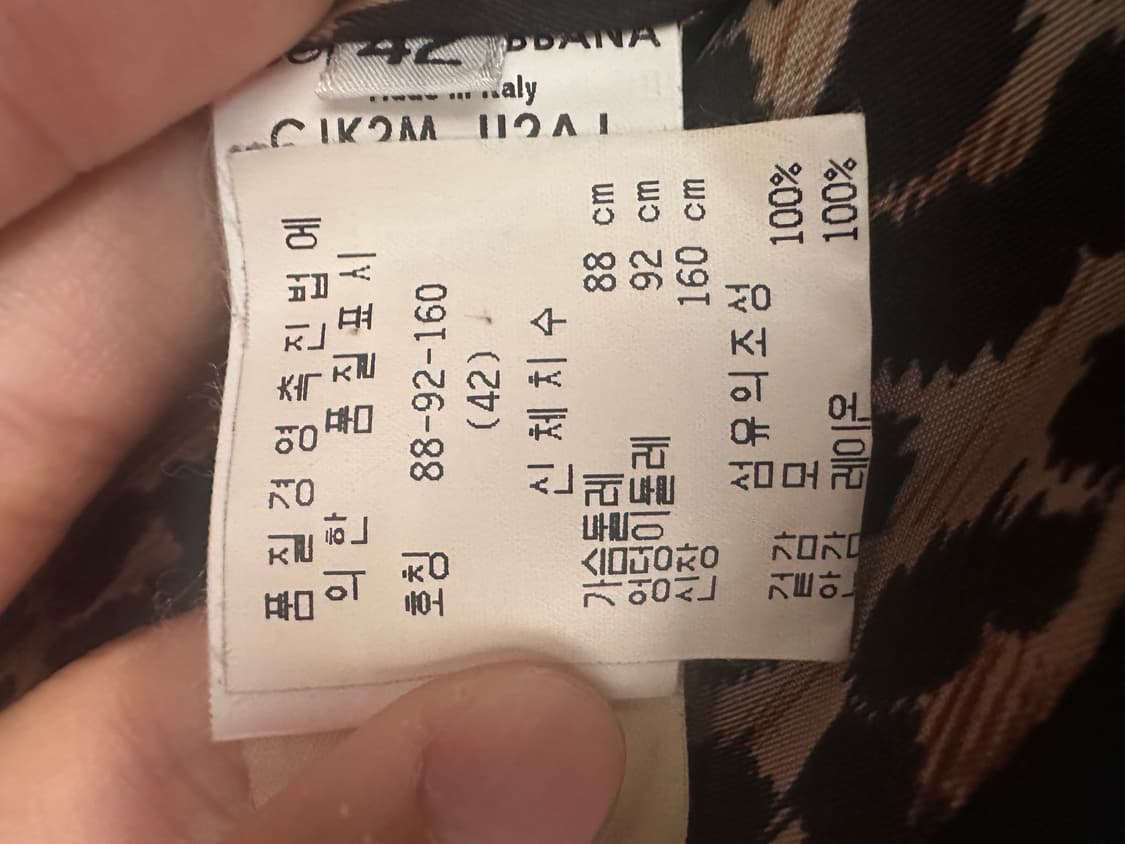 42
BBANA
Made in Italy
품질경영촉진법에
의한 품질표시
호칭 88-92-160
(42)
신체치수
가슴둘레 88 cm
엉덩이둘레 92 cm
신장 160 cm
섬유의조성
겉감 모 100%
안감 레이온 100%